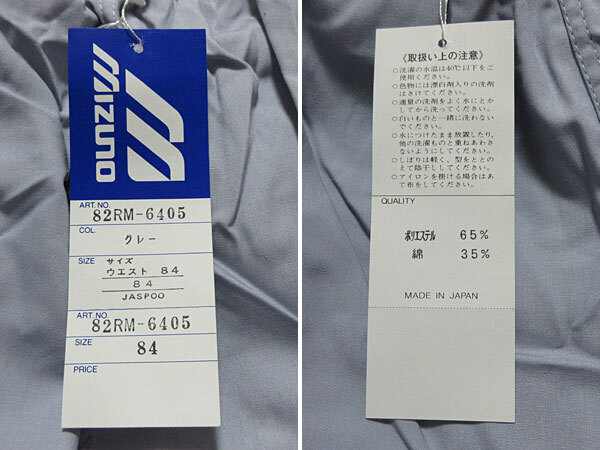 mizuno
ART. NO.
82RM-6405
COL.
グレー
SIZE サイズ
ウエスト 84
84
JASPOO
ART. NO.
82RM-6405
SIZE
84
PRICE
《取扱い上の注意》
○洗濯の水温は40℃以下をご
使用ください。
○色物には漂白剤入りの洗剤
はさけてください。
○適量の洗剤をよく水にとか
してから洗ってください。
○白いものと一緒に洗わない
でください。
○水につけたまま放置したり、
他の洗濯ものと重ねあわさ
ないようにしてください。
○しぼりは軽く、型をととの
えて陰干ししてください。
○アイロンを掛ける場合はあ
て布をしてください。
QUALITY
ポリエステル 65%
綿 35%
MADE IN JAPAN